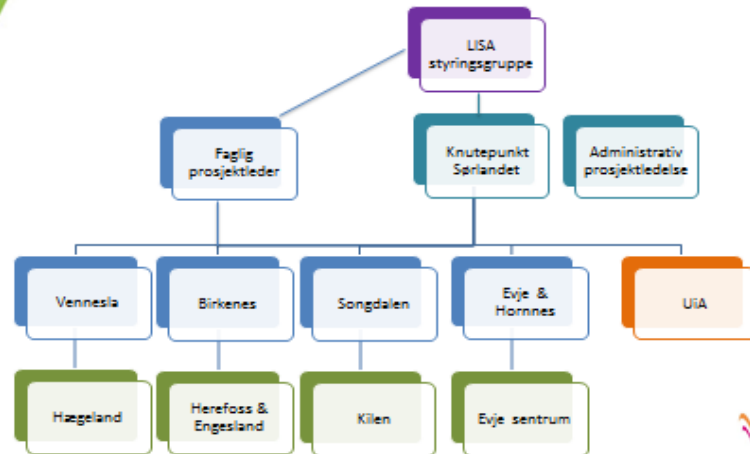 LISA
styringsgruppe
Faglig
prosjektleder
Knutepunkt
Sørlandet
Administrativ
prosjektledelse
Vennesla
Birkenes
Songdalen
Evje &
Hornnes
UiA
Hægeland
Herefoss &
Engesland
Kilen
Evje sentrum